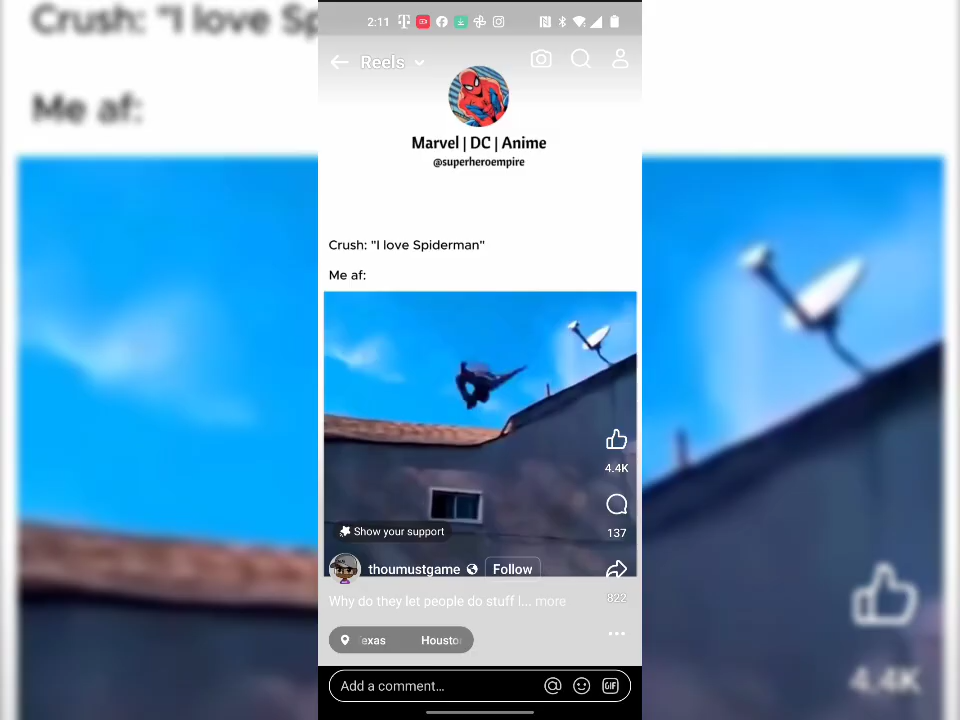 Crush: "I love Sp
Me af:
2:11
Reels
Marvel | DC | Anime
@superheroempire
Crush: "I love Spiderman"
Me af:
4.4K
137
Show your support
thoumustgame
Follow
822
Why do they let people do stuff l... more
exas Housto
Add a comment...
GIF
4.4K